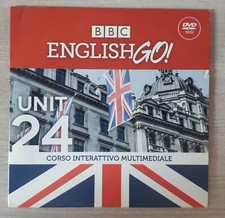 BBC
ENGLISH GO!
DVD
UNIT
24
CORSO INTERATTIVO MULTIMEDIALE